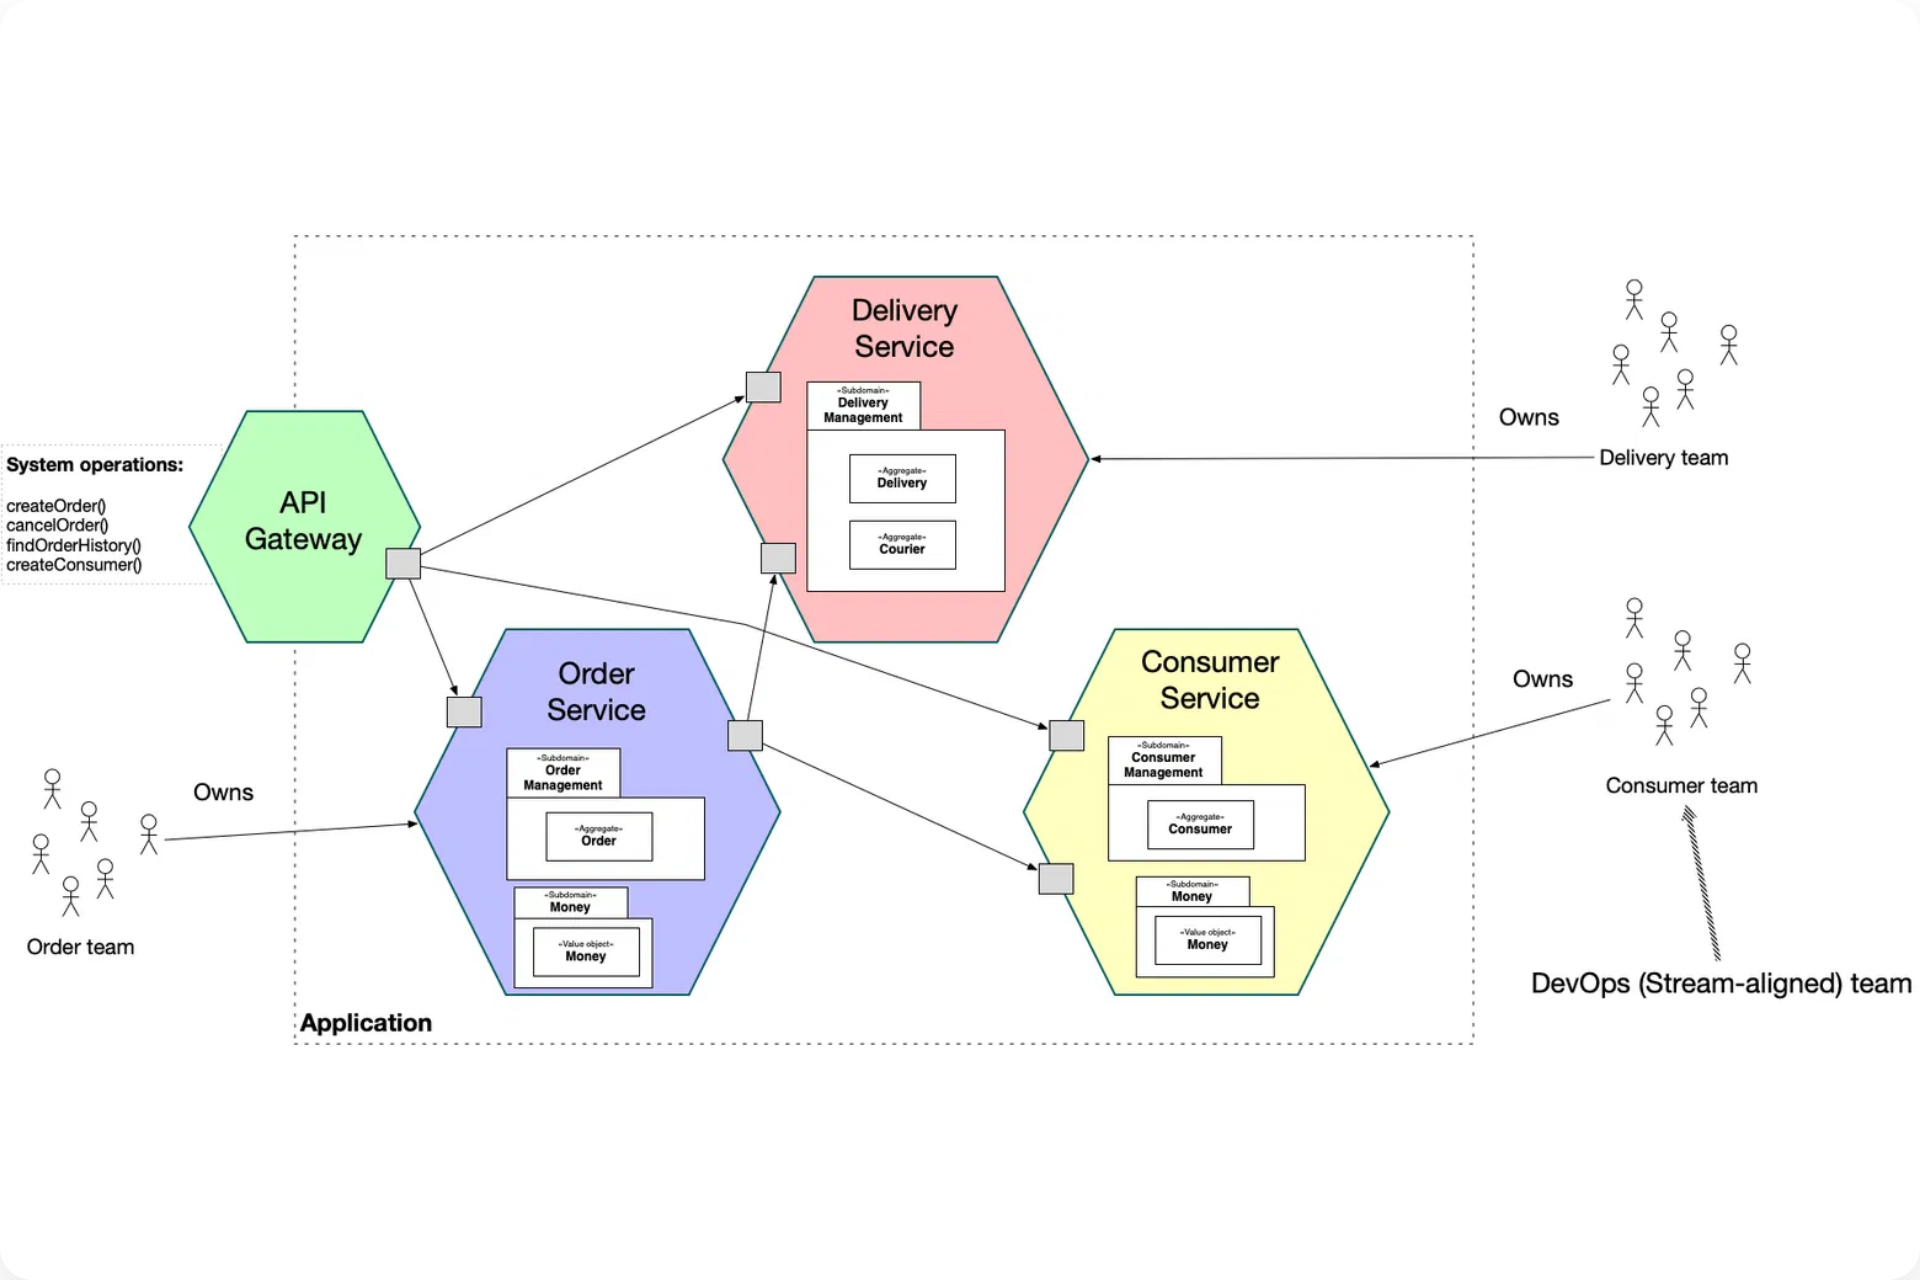 System operations:
createOrder()
cancelOrder()
findOrderHistory()
createConsumer()
API
Gateway
Delivery
Service
«Subdomain»
Delivery
Management
«Aggregate»
Delivery
«Aggregate»
Courier
Owns
Delivery team
Order
Service
«Subdomain»
Order
Management
«Aggregate»
Order
«Subdomain»
Money
«Value object»
Money
Consumer
Service
«Subdomain»
Consumer
Management
«Aggregate»
Consumer
«Subdomain»
Money
«Value object»
Money
Owns
Consumer team
Owns
Order team
DevOps (Stream-aligned) team
Application